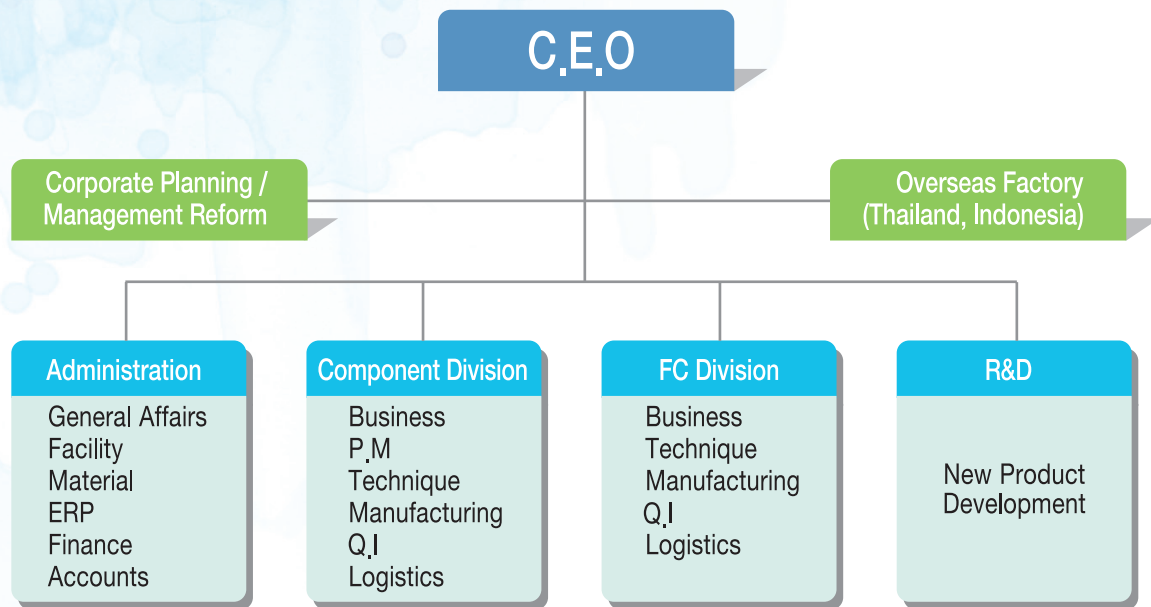 C.E.O
Corporate Planning /
Management Reform
Overseas Factory
(Thailand, Indonesia)
Administration
General Affairs
Facility
Material
ERP
Finance
Accounts
Component Division
Business
P.M
Technique
Manufacturing
Q.I
Logistics
FC Division
Business
Technique
Manufacturing
Q.I
Logistics
R&D
New Product
Development